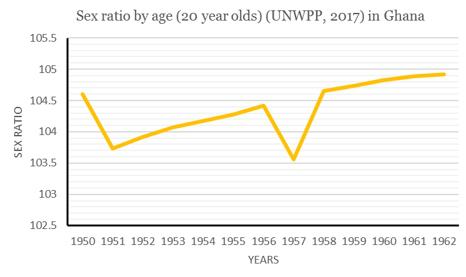 Sex ratio by age (20 year olds) (UNWPP, 2017) in Ghana
105.5
105
104.5
104
103.5
103
102.5
SEX RATIO
1950 1951 1952 1953 1954 1955 1956 1957 1958 1959 1960 1961 1962
YEARS